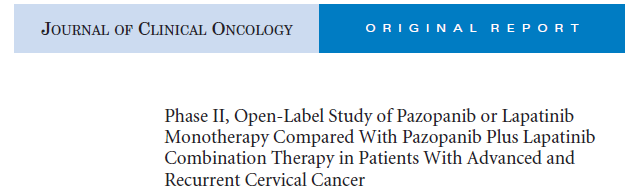 JOURNAL OF CLINICAL ONCOLOGY
ORIGINAL REPORT
Phase II, Open-Label Study of Pazopanib or Lapatinib
Monotherapy Compared With Pazopanib Plus Lapatinib
Combination Therapy in Patients With Advanced and
Recurrent Cervical Cancer